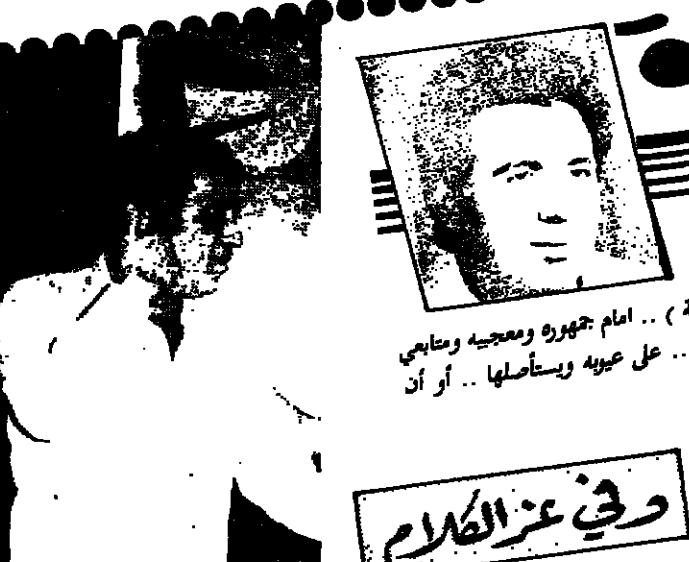 ة ) .. امام جمهوره ومعجبيه ومتابعي
.. على عيوبه ويستأصلها .. أو أن
وفي عز الكلام